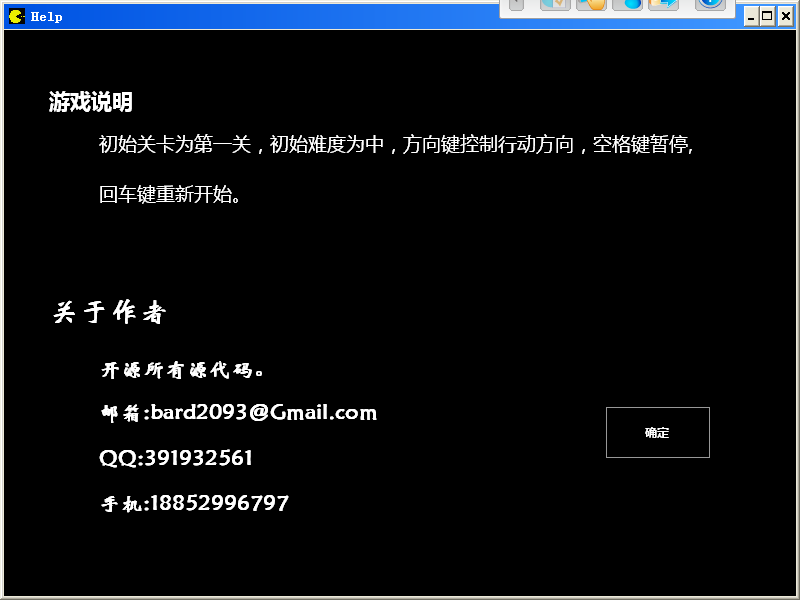 Help
游戏说明
初始关卡为第一关，初始难度为中，方向键控制行动方向，空格键暂停,
回车键重新开始。
关于作者
开源所有源代码。
邮箱:bard2093@Gmail.com
QQ:391932561
手机:18852996797
确定